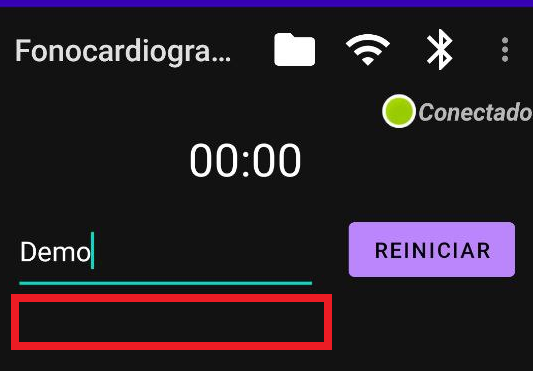 Fonocardiogra...
Conectado
00:00
Demo
REINICIAR